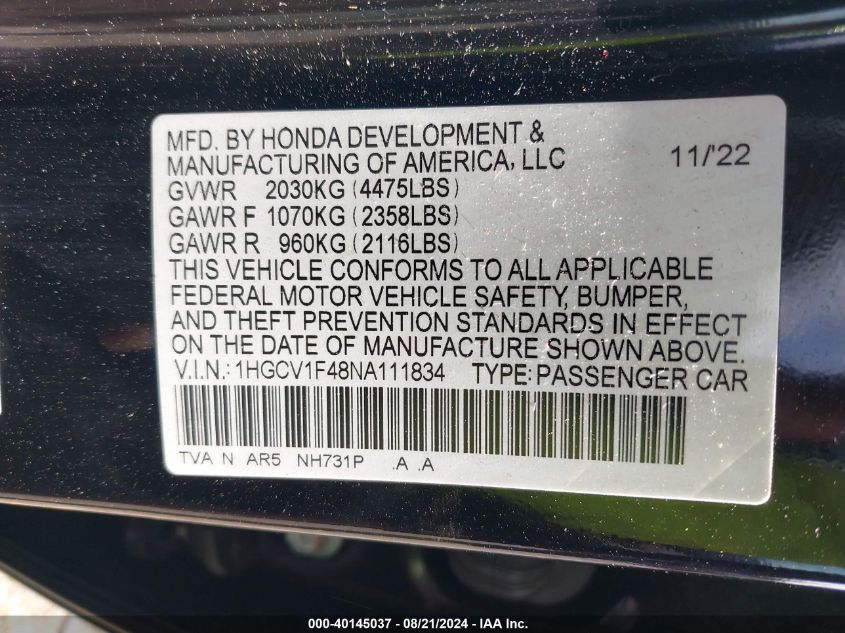 MFD. BY HONDA DEVELOPMENT &
MANUFACTURING OF AMERICA, LLC 11/'22
GVWR 2030KG (4475LBS)
GAWR F 1070KG (2358LBS)
GAWR R 960KG (2116LBS)
THIS VEHICLE CONFORMS TO ALL APPLICABLE
FEDERAL MOTOR VEHICLE SAFETY, BUMPER,
AND THEFT PREVENTION STANDARDS IN EFFECT
ON THE DATE OF MANUFACTURE SHOWN ABOVE.
V.I.N.: 1HGCV1F48NA111834 TYPE: PASSENGER CAR
TVA N AR5 NH731P .A .A
000-40145037 - 08/21/2024 - IAA Inc.